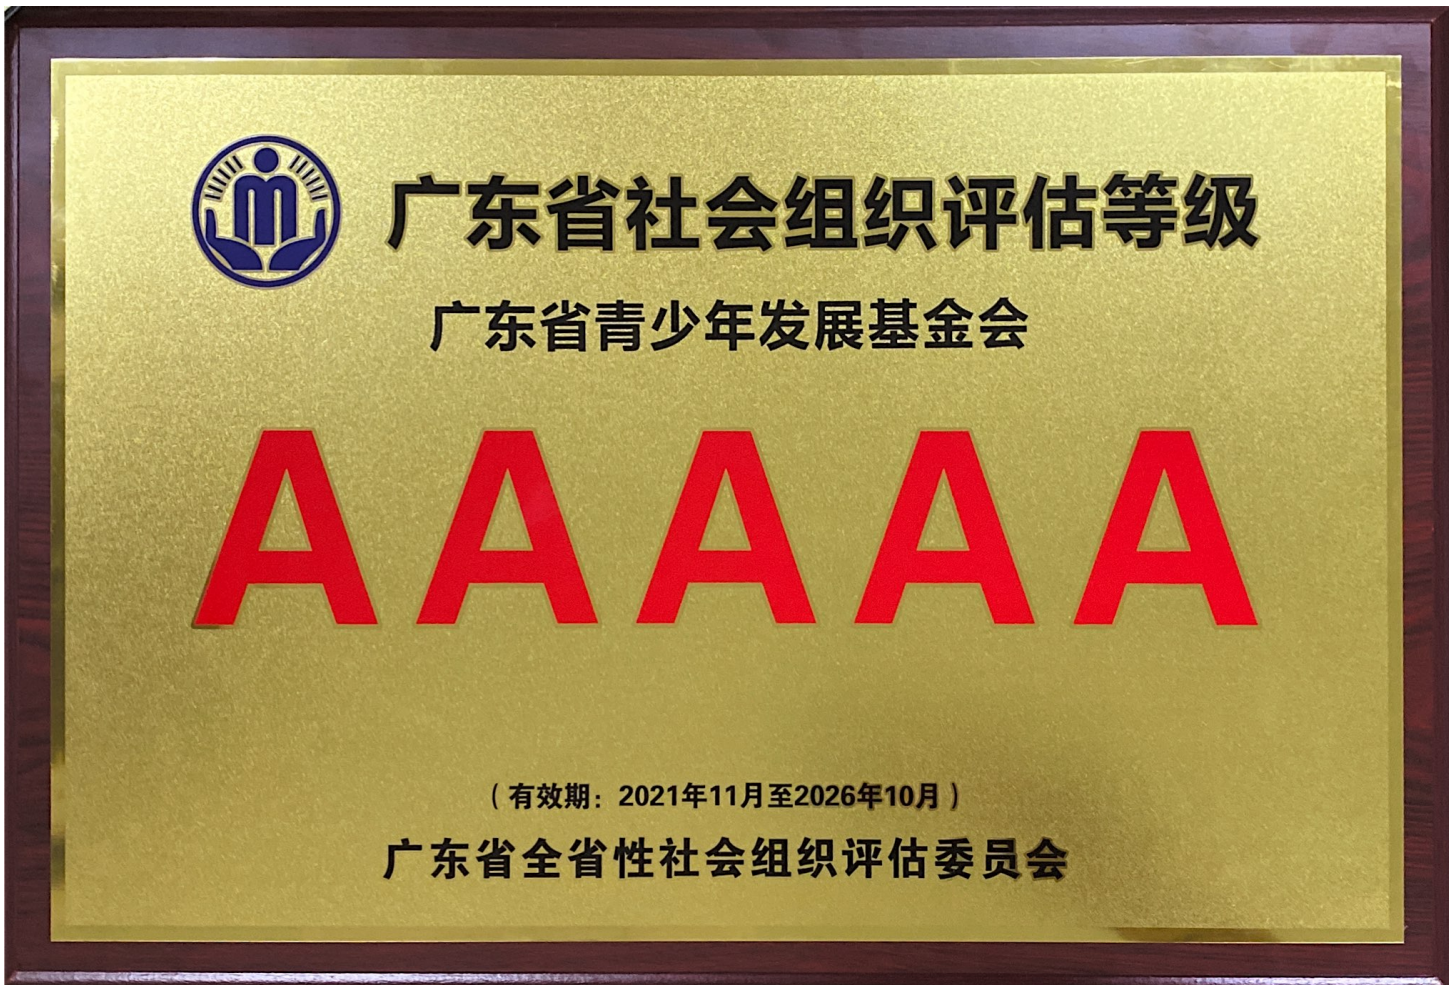 广东省社会组织评估等级
广东省青少年发展基金会
AAAAA
（有效期：2021年11月至2026年10月）
广东省全省性社会组织评估委员会